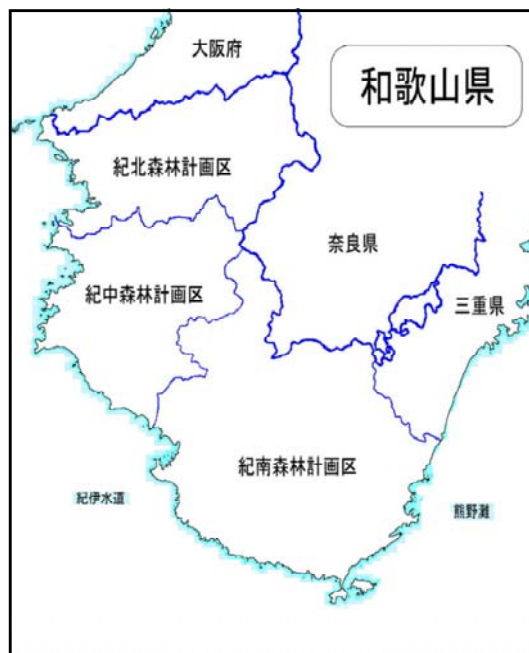 大阪府
和歌山県
紀北森林計画区
奈良県
紀中森林計画区
三重県
紀南森林計画区
紀伊水道
熊野灘